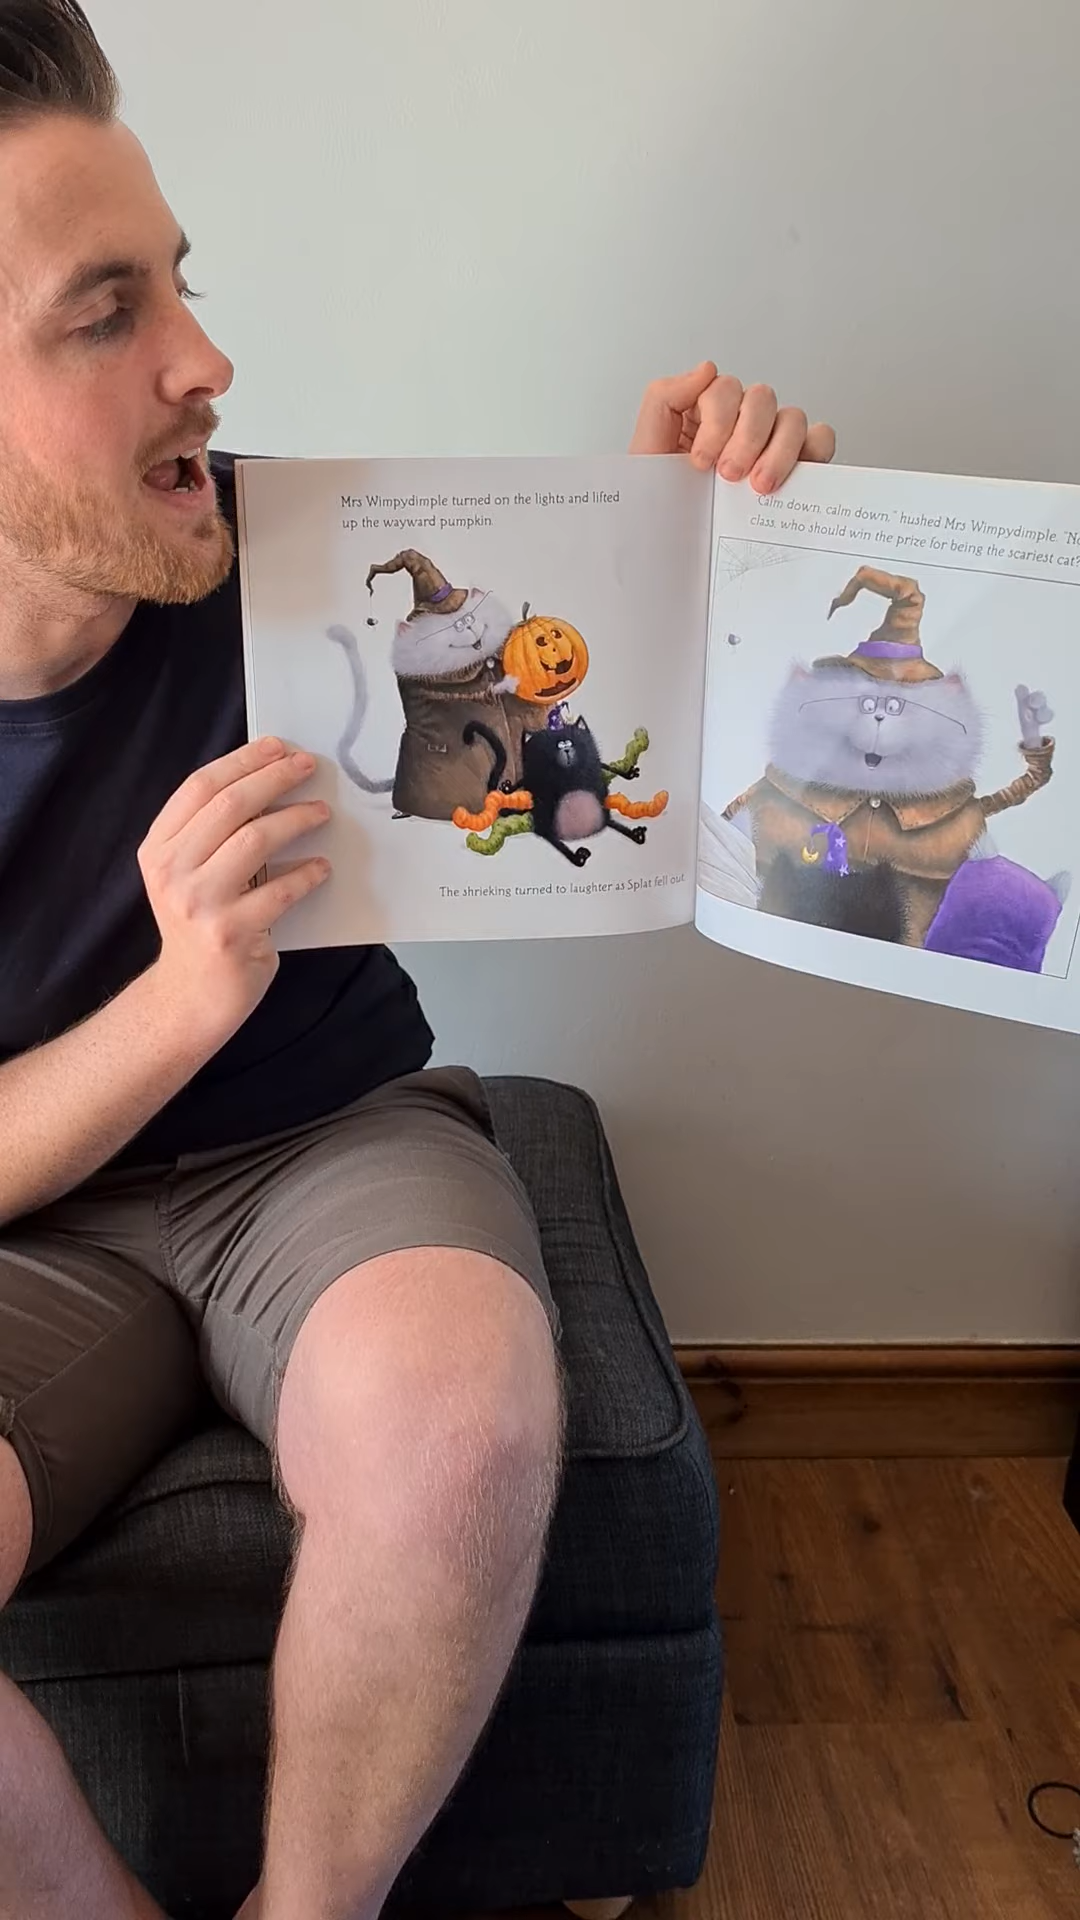 Mrs Wimpydimple turned on the lights and lifted
up the wayward pumpkin.
The shrieking turned to laughter as Splat fell out.
"Calm down, calm down," hushed Mrs Wimpydimple. "No
class, who should win the prize for being the scariest cat?